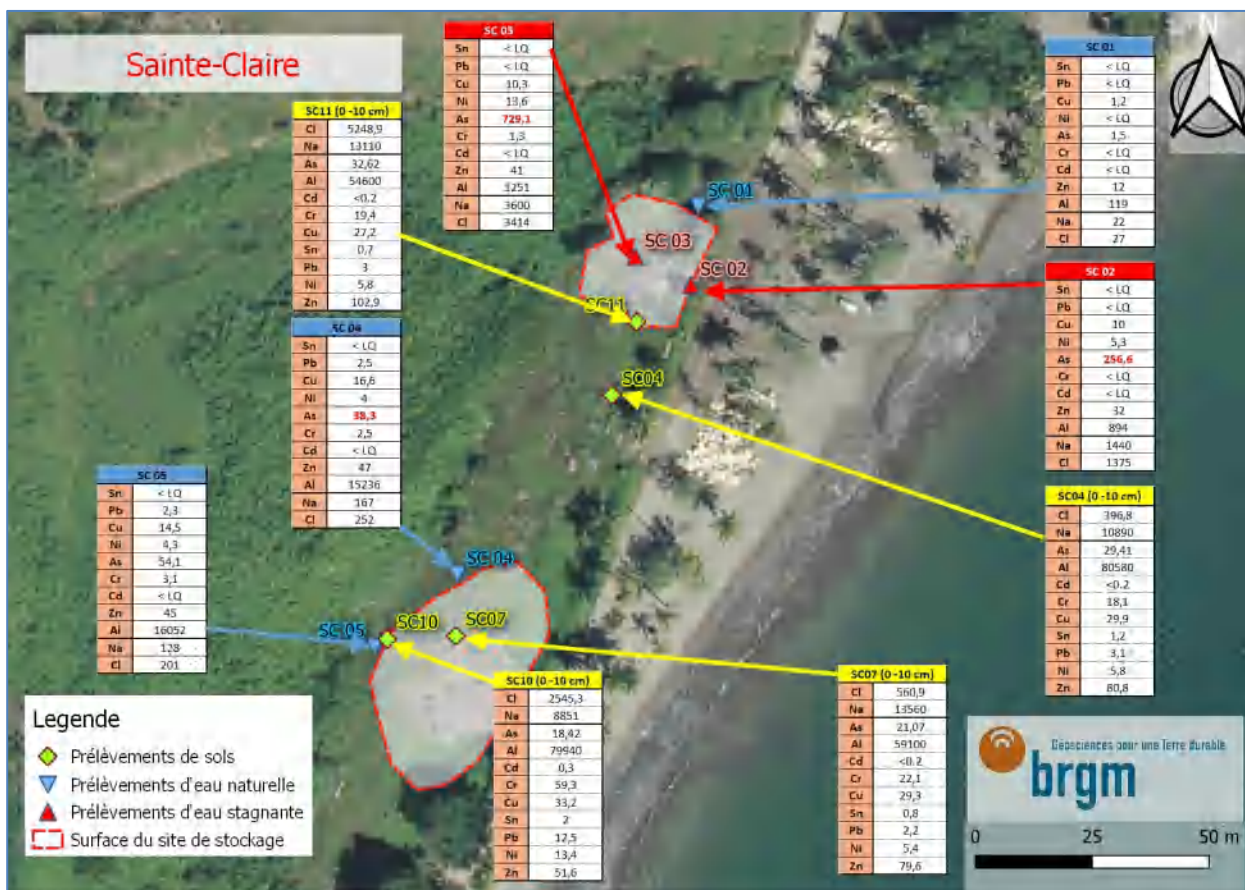 Sainte-Claire
SC 03
Sn < LQ
Pb < LQ
Cu 10,3
Ni 13,6
As 729,1
Cr 1,3
Cd < LQ
Zn 41
Al 3251
Na 3600
Cl 3414
SC 01
Sn < LQ
Pb < LQ
Cu 1,2
Ni < LQ
As 1,5
Cr < LQ
Cd < LQ
Zn 12
Al 119
Na 22
Cl 27
N
SC11 (0 -10 cm)
Cl 5248,9
Na 13110
As 32,62
Al 54600
Cd <0.2
Cr 19,4
Cu 27,2
Sn 0,7
Pb 3
Ni 5,8
Zn 102,9
SC 01
SC 03
SC 02
SC11
SC04
SC 02
Sn < LQ
Pb < LQ
Cu 10
Ni 5,3
As 256,6
Cr < LQ
Cd < LQ
Zn 32
Al 894
Na 1440
Cl 1375
SC 04
Sn < LQ
Pb 2,5
Cu 16,6
Ni 4
As 38,3
Cr 2,5
Cd < LQ
Zn 47
Al 15236
Na 167
Cl 252
SC 05
Sn < LQ
Pb 2,3
Cu 14,5
Ni 4,3
As 54,1
Cr 3,1
Cd < LQ
Zn 45
Al 16052
Na 128
Cl 201
SC04 (0 -10 cm)
Cl 396,8
Na 10890
As 29,41
Al 80580
Cd <0.2
Cr 18,1
Cu 29,9
Sn 1,2
Pb 3,1
Ni 5,8
Zn 80,8
SC 04
SC 05
SC10
SC07
SC10 (0 -10 cm)
Cl 2545,3
Na 8851
As 18,42
Al 79940
Cd 0,3
Cr 59,3
Cu 33,2
Sn 2
Pb 12,5
Ni 13,4
Zn 51,6
SC07 (0 -10 cm)
Cl 560,9
Na 13560
As 21,07
Al 59100
Cd <0.2
Cr 22,1
Cu 29,3
Sn 0,8
Pb 2,2
Ni 5,4
Zn 79,6
Legende
Prélèvements de sols
Prélèvements d'eau naturelle
Prélèvements d'eau stagnante
Surface du site de stockage
Géosciences pour une Terre durable
brgm
0 25 50 m